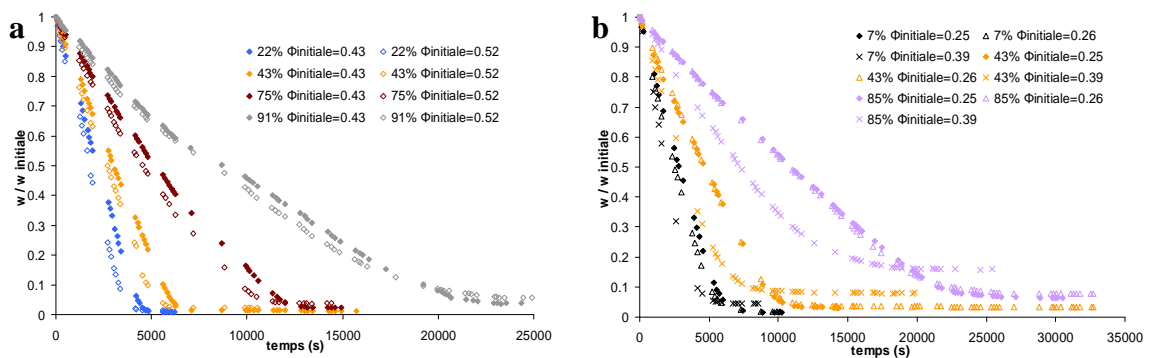 a
w / w initiale
1
0.9
0.8
0.7
0.6
0.5
0.4
0.3
0.2
0.1
0
0 5000 10000 15000 20000 25000
temps (s)
22% Φinitiale=0.43 22% Φinitiale=0.52
43% Φinitiale=0.43 43% Φinitiale=0.52
75% Φinitiale=0.43 75% Φinitiale=0.52
91% Φinitiale=0.43 91% Φinitiale=0.52
b
w / w initiale
1
0.9
0.8
0.7
0.6
0.5
0.4
0.3
0.2
0.1
0
0 5000 10000 15000 20000 25000 30000 35000
temps (s)
7% Φinitiale=0.25 7% Φinitiale=0.26
7% Φinitiale=0.39 43% Φinitiale=0.25
43% Φinitiale=0.26 43% Φinitiale=0.39
85% Φinitiale=0.25 85% Φinitiale=0.26
85% Φinitiale=0.39